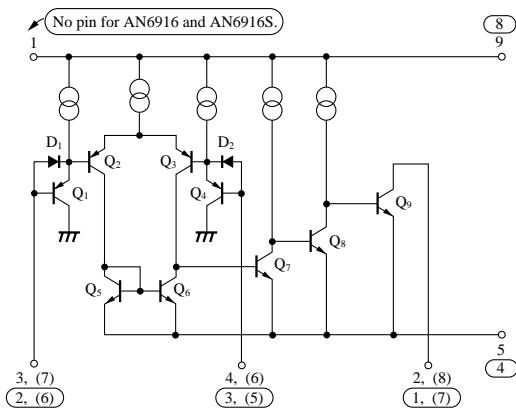 No pin for AN6916 and AN6916S.
8
1
9
D1
D2
Q2
Q3
Q1
Q4
Q9
Q8
Q7
Q5
Q6
5
4
3, (7)
4, (6)
2, (8)
2, (6)
3, (5)
1, (7)